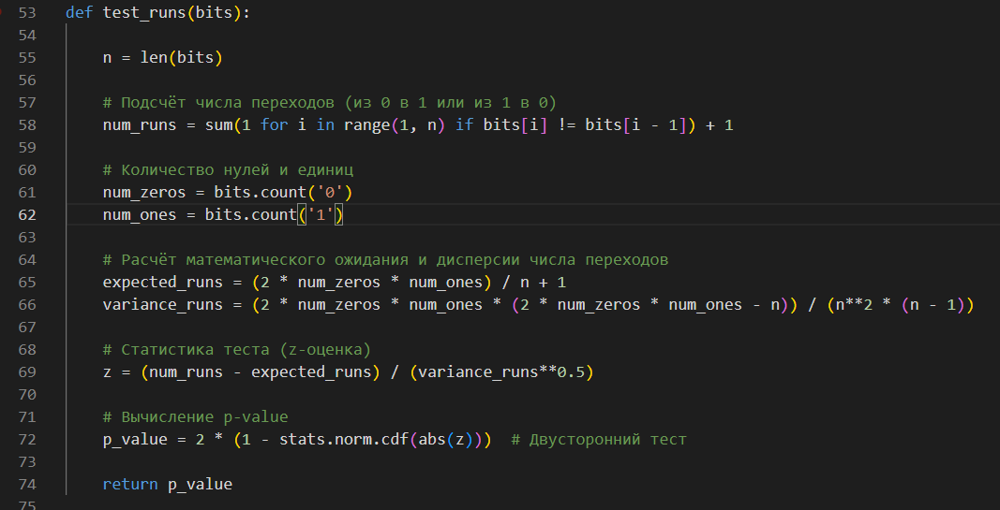 53 def test_runs(bits):
54
55 n = len(bits)
56
57 # Подсчёт числа переходов (из 0 в 1 или из 1 в 0)
58 num_runs = sum(1 for i in range(1, n) if bits[i] != bits[i - 1]) + 1
59
60 # Количество нулей и единиц
61 num_zeros = bits.count('0')
62 num_ones = bits.count('1')
63
64 # Расчёт математического ожидания и дисперсии числа переходов
65 expected_runs = (2 * num_zeros * num_ones) / n + 1
66 variance_runs = (2 * num_zeros * num_ones * (2 * num_zeros * num_ones - n)) / (n**2 * (n - 1))
67
68 # Статистика теста (z-оценка)
69 z = (num_runs - expected_runs) / (variance_runs**0.5)
70
71 # Вычисление p-value
72 p_value = 2 * (1 - stats.norm.cdf(abs(z))) # Двусторонний тест
73
74 return p_value
75